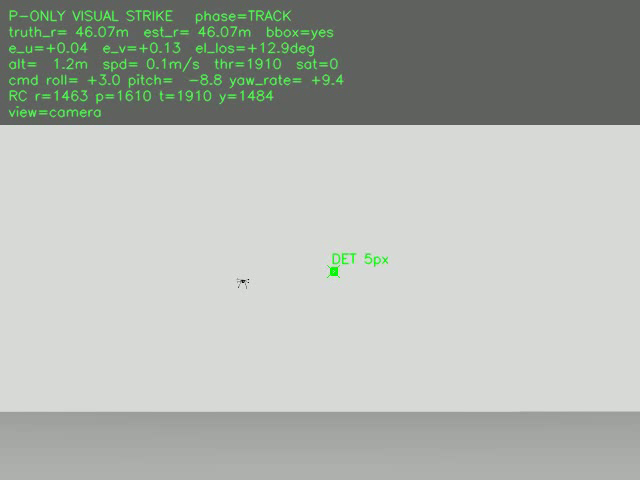 P-ONLY VISUAL STRIKE phase=TRACK
truth_r= 46.07m est_r= 46.07m bbox=yes
e_u=+0.04 e_v=+0.13 el_los=+12.9deg
alt= 1.2m spd= 0.1m/s thr=1910 sat=0
cmd roll= +3.0 pitch= -8.8 yaw_rate= +9.4
RC r=1463 p=1610 t=1910 y=1484
view=camera
DET 5px